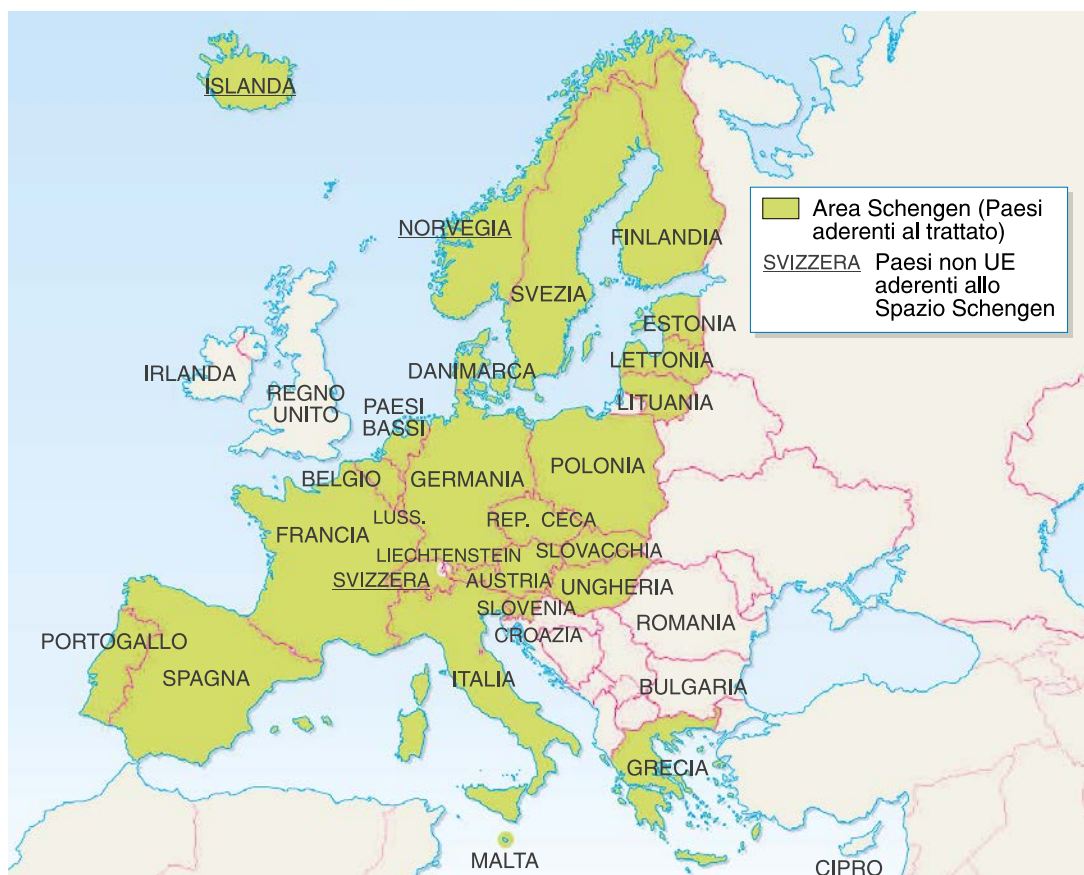 ISLANDA
NORVEGIA
FINLANDIA
SVEZIA
ESTONIA
LETTONIA
LITUANIA
DANIMARCA
IRLANDA
REGNO
UNITO
PAESI
BASSI
BELGIO
GERMANIA
POLONIA
LUSS.
REP. CECA
FRANCIA
LIECHTENSTEIN
SLOVACCHIA
SVIZZERA
AUSTRIA
UNGHERIA
SLOVENIA
CROAZIA
ROMANIA
PORTOGALLO
SPAGNA
ITALIA
BULGARIA
GRECIA
MALTA
CIPRO
Area Schengen (Paesi
aderenti al trattato)
SVIZZERA Paesi non UE
aderenti allo
Spazio Schengen